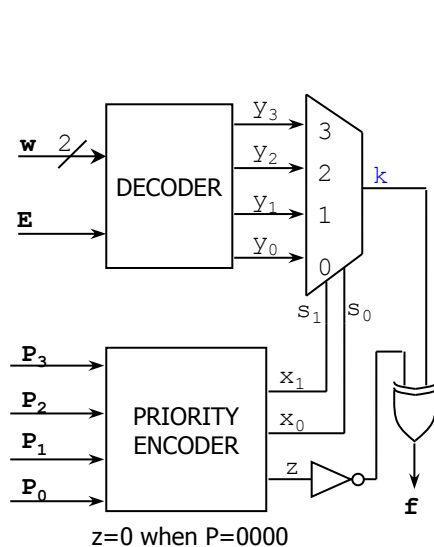 y₃
3
w
2
y₂
2
k
DECODER
y₁
1
E
y₀
0
s₁
s₀
P₃
x₁
P₂
PRIORITY
ENCODER
x₀
P₁
z
P₀
f
z=0 when P=0000